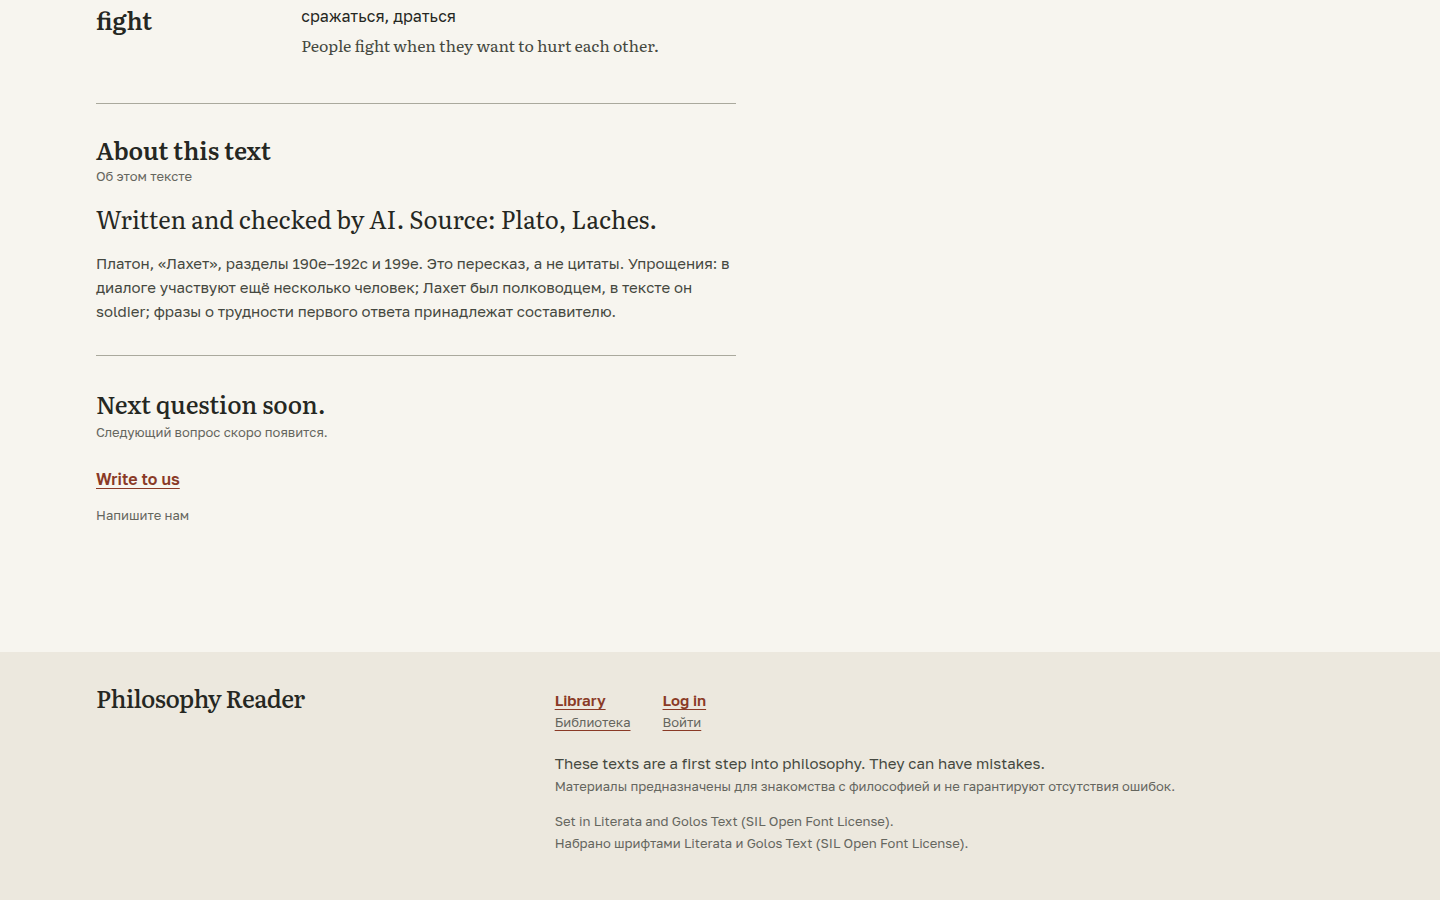 fight
сражаться, драться
People fight when they want to hurt each other.
About this text
Об этом тексте
Written and checked by AI. Source: Plato, Laches.
Платон, «Лахет», разделы 190e–192c и 199e. Это пересказ, а не цитаты. Упрощения: в
диалоге участвуют ещё несколько человек; Лахет был полководцем, в тексте он
soldier; фразы о трудности первого ответа принадлежат составителю.
Next question soon.
Следующий вопрос скоро появится.
Write to us
Напишите нам
Philosophy Reader
Library
Библиотека
Log in
Войти
These texts are a first step into philosophy. They can have mistakes.
Материалы предназначены для знакомства с философией и не гарантируют отсутствия ошибок.
Set in Literata and Golos Text (SIL Open Font License).
Набрано шрифтами Literata и Golos Text (SIL Open Font License).